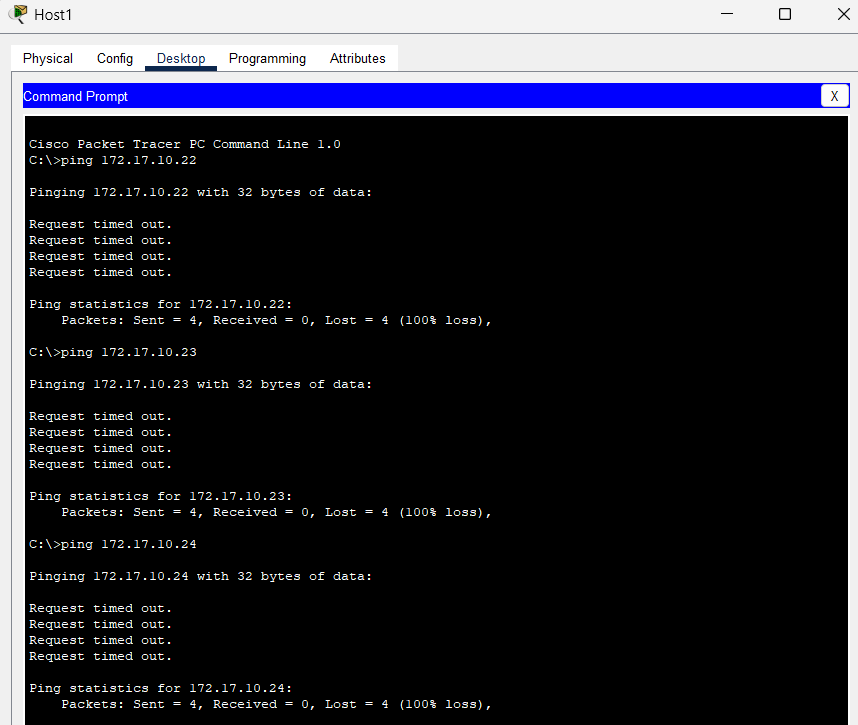 Host1
Physical Config Desktop Programming Attributes
Command Prompt X
Cisco Packet Tracer PC Command Line 1.0
C:\>ping 172.17.10.22
Pinging 172.17.10.22 with 32 bytes of data:
Request timed out.
Request timed out.
Request timed out.
Request timed out.
Ping statistics for 172.17.10.22:
    Packets: Sent = 4, Received = 0, Lost = 4 (100% loss),
C:\>ping 172.17.10.23
Pinging 172.17.10.23 with 32 bytes of data:
Request timed out.
Request timed out.
Request timed out.
Request timed out.
Ping statistics for 172.17.10.23:
    Packets: Sent = 4, Received = 0, Lost = 4 (100% loss),
C:\>ping 172.17.10.24
Pinging 172.17.10.24 with 32 bytes of data:
Request timed out.
Request timed out.
Request timed out.
Request timed out.
Ping statistics for 172.17.10.24:
    Packets: Sent = 4, Received = 0, Lost = 4 (100% loss),